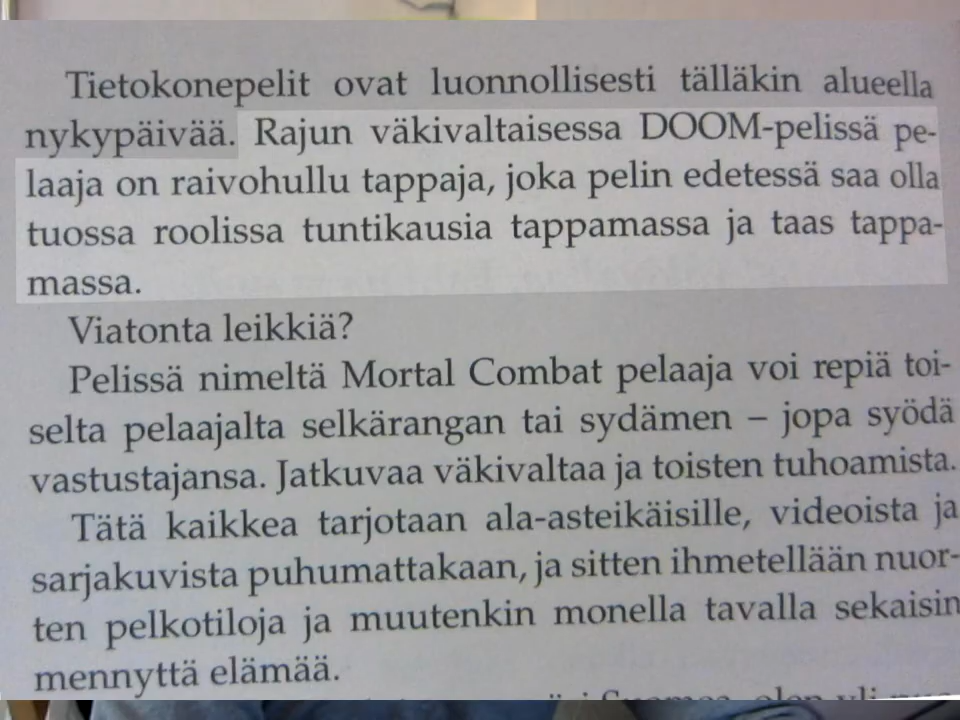 Tietokonepelit ovat luonnollisesti tälläkin alueella
nykypäivää. Rajun väkivaltaisessa DOOM-pelissä pe-
laaja on raivohullu tappaja, joka pelin edetessä saa olla
tuossa roolissa tuntikausia tappamassa ja taas tappa-
massa.
Viatonta leikkiä?
Pelissä nimeltä Mortal Combat pelaaja voi repiä toi-
selta pelaajalta selkärangan tai sydämen – jopa syödä
vastustajansa. Jatkuvaa väkivaltaa ja toisten tuhoamista.
Tätä kaikkea tarjotaan ala-asteikäisille, videoista ja
sarjakuvista puhumattakaan, ja sitten ihmetellään nuor-
ten pelkotiloja ja muutenkin monella tavalla sekaisin
mennyttä elämää.